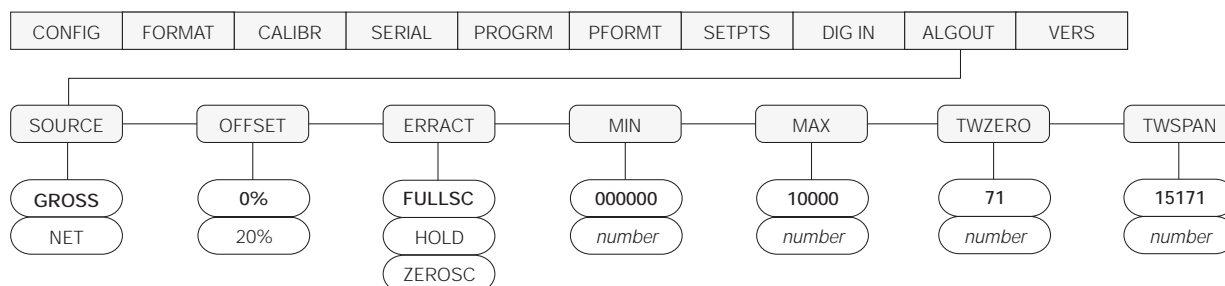 CONFIG FORMAT CALIBR SERIAL PROGRM PFORMT SETPTS DIG IN ALGOUT VERS
SOURCE OFFSET ERRACT MIN MAX TWZERO TWSPAN
GROSS 0% FULLSC 000000 10000 71 15171
NET 20% HOLD number number number number
ZEROSC